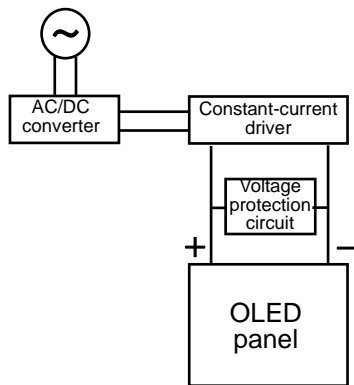 ~
AC/DC
converter
Constant-current
driver
Voltage
protection
circuit
+ −
OLED
panel